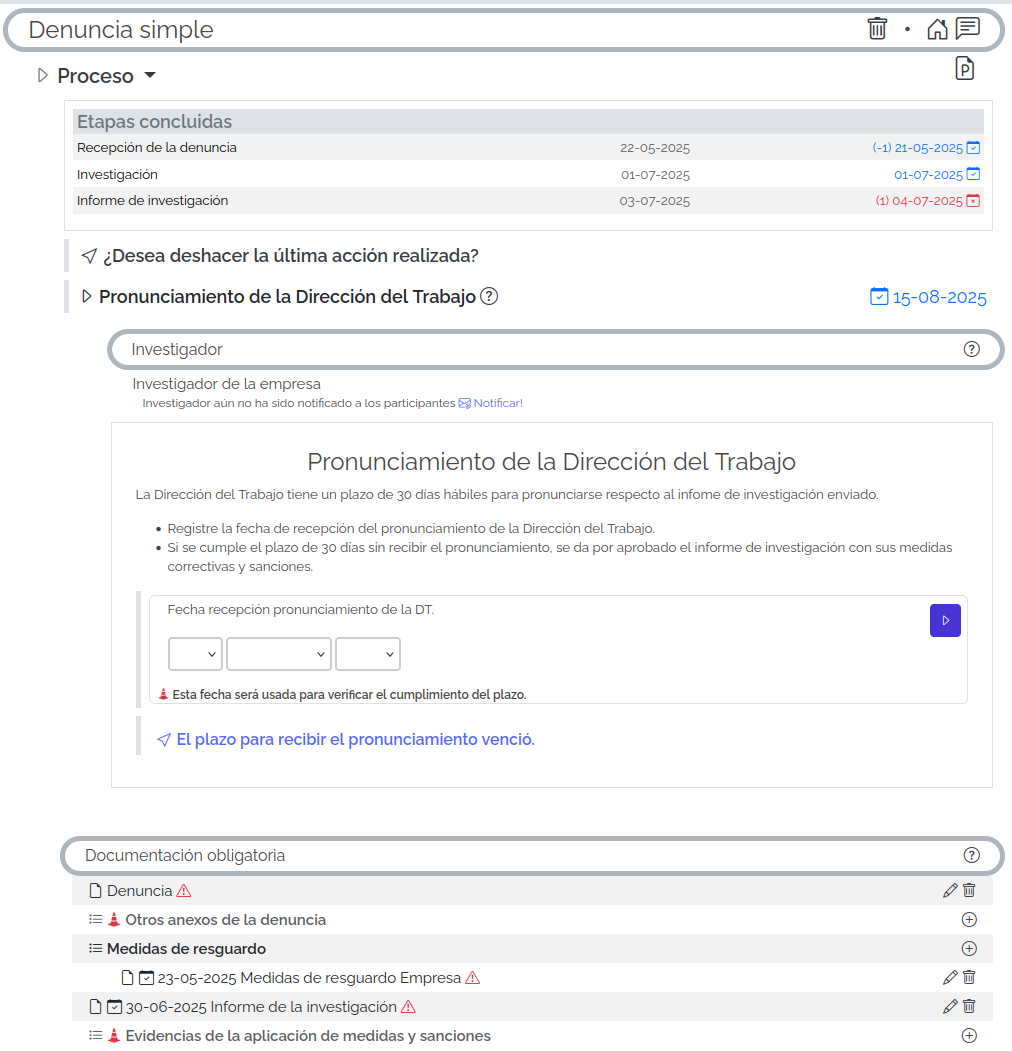 Denuncia simple
Proceso
P
Etapas concluidas
Recepción de la denuncia 22-05-2025 (-1) 21-05-2025
Investigación 01-07-2025 01-07-2025
Informe de investigación 03-07-2025 (1) 04-07-2025
¿Desea deshacer la última acción realizada?
Pronunciamiento de la Dirección del Trabajo ? 15-08-2025
Investigador ?
Investigador de la empresa
Investigador aún no ha sido notificado a los participantes Notificar!
Pronunciamiento de la Dirección del Trabajo
La Dirección del Trabajo tiene un plazo de 30 días hábiles para pronunciarse respecto al infome de investigación enviado.
• Registre la fecha de recepción del pronunciamiento de la Dirección del Trabajo.
• Si se cumple el plazo de 30 días sin recibir el pronunciamiento, se da por aprobado el informe de investigación con sus medidas
correctivas y sanciones.
Fecha recepción pronunciamiento de la DT.
Esta fecha será usada para verificar el cumplimiento del plazo.
El plazo para recibir el pronunciamiento venció.
Documentación obligatoria ?
Denuncia
Otros anexos de la denuncia
Medidas de resguardo
23-05-2025 Medidas de resguardo Empresa
30-06-2025 Informe de la investigación
Evidencias de la aplicación de medidas y sanciones